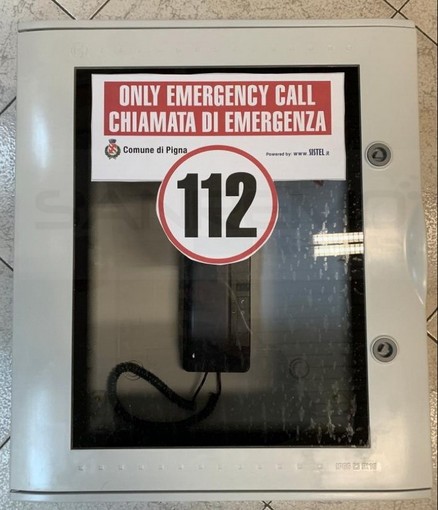 ONLY EMERGENCY CALL
CHIAMATA DI EMERGENZA
Comune di Pigna
Powered by: www.SISTEL.it
112